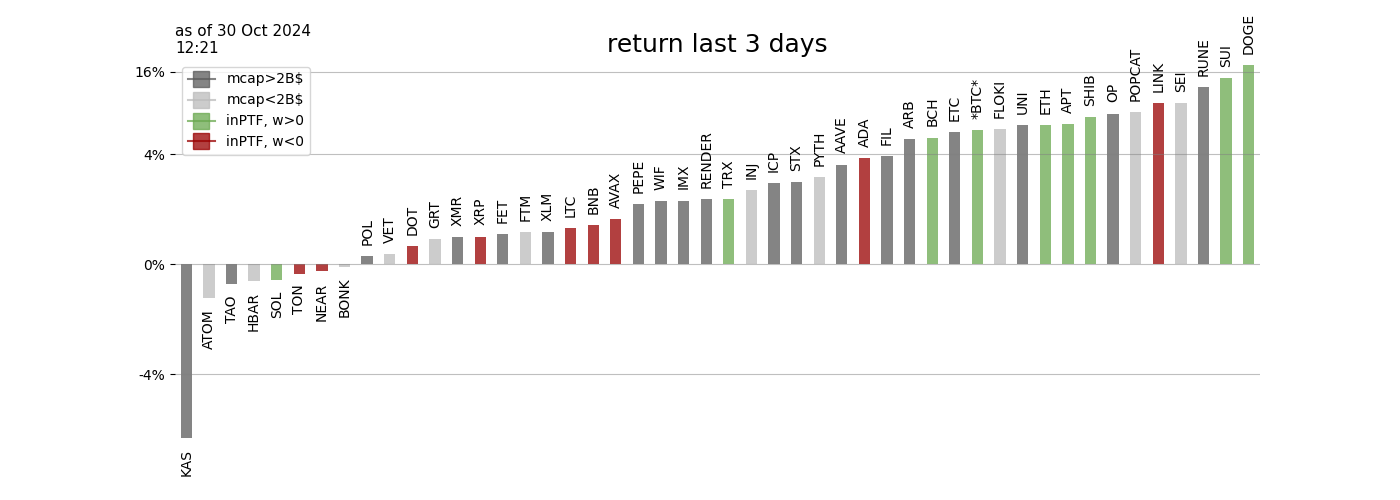 as of 30 Oct 2024
12:21
return last 3 days
16%
4%
0%
-4%
mcap>2B$
mcap<2B$
inPTF, w>0
inPTF, w<0
KAS
ATOM
TAO
HBAR
SOL
TON
NEAR
BONK
POL
VET
DOT
GRT
XMR
XRP
FET
FTM
XLM
LTC
BNB
AVAX
PEPE
WIF
IMX
RENDER
TRX
INJ
ICP
STX
PYTH
AAVE
ADA
FIL
ARB
BCH
ETC
*BTC*
FLOKI
UNI
ETH
APT
SHIB
OP
POPCAT
LINK
SEI
RUNE
SUI
DOGE